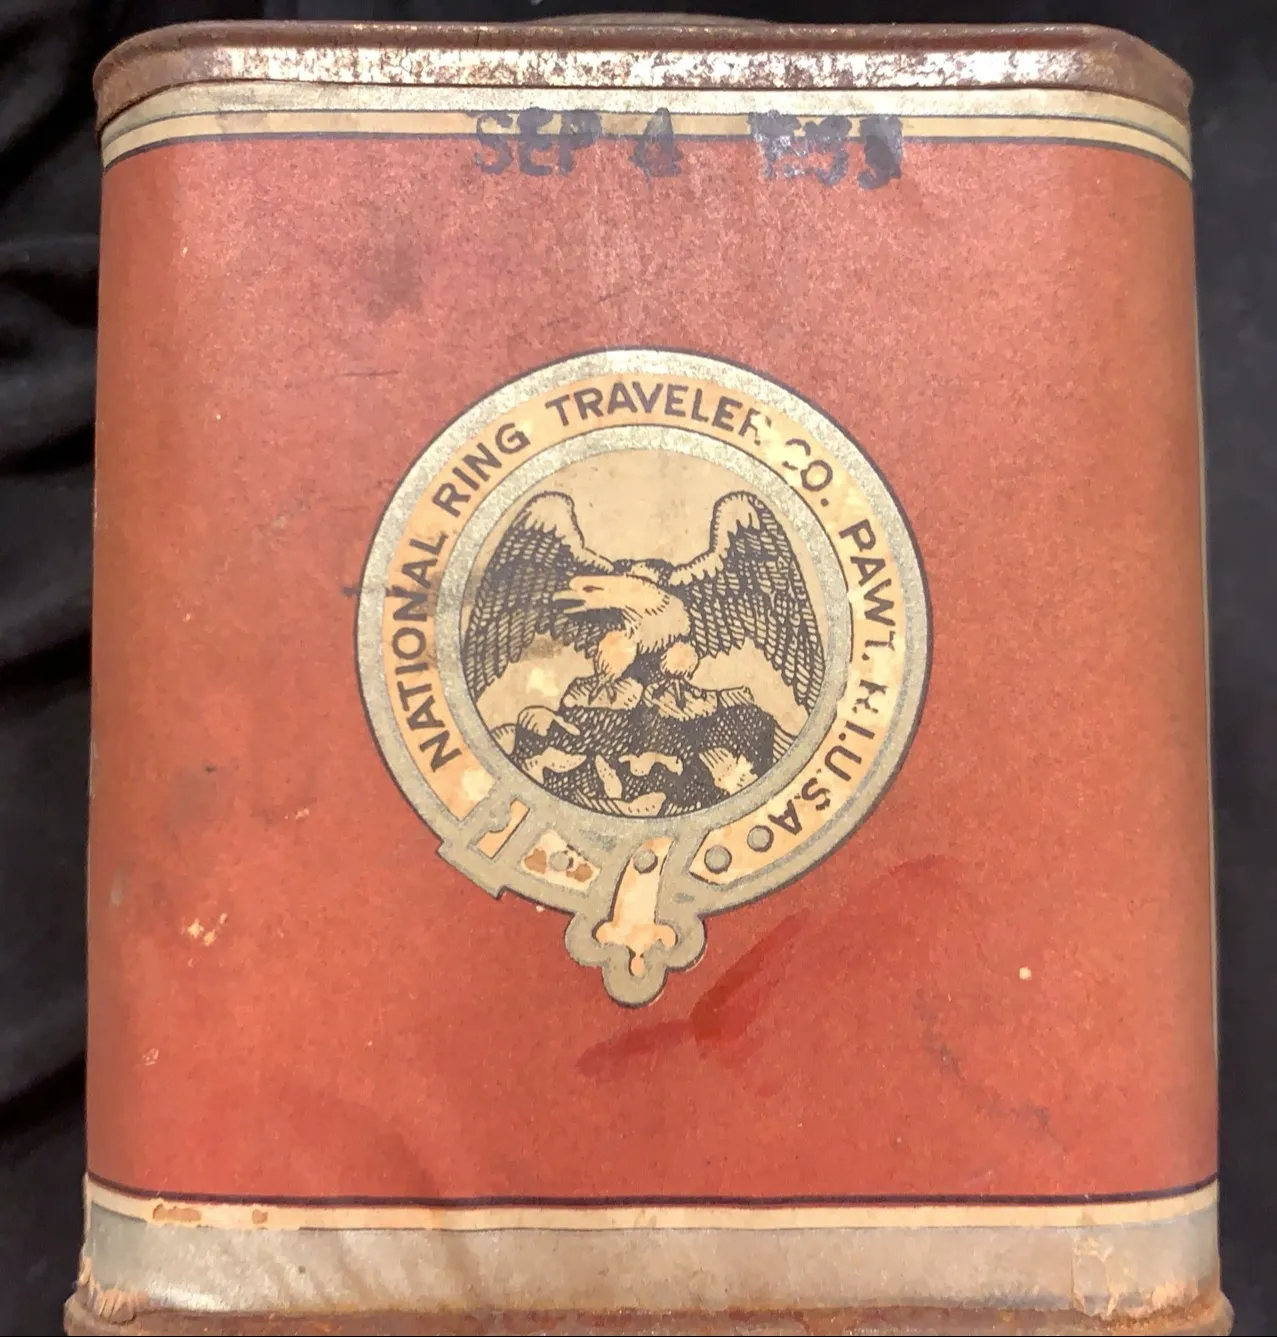 SEP 4
NATIONAL RING TRAVELER CO. PAWT. R.I.U.S.A.